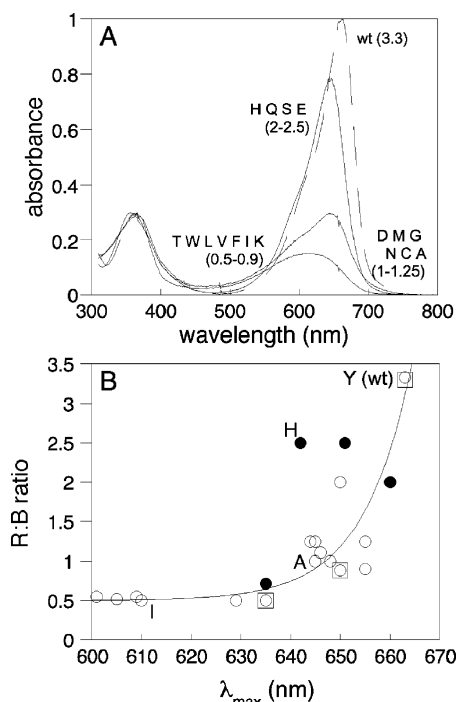 A
wt (3.3)
H Q S E
(2-2.5)
T W L V F I K
(0.5-0.9)
D M G
N C A
(1-1.25)
absorbance
1
0.8
0.6
0.4
0.2
0
300 400 500 600 700 800
wavelength (nm)
B
Y (wt)
H
A
I
R:B ratio
3.5
3
2.5
2
1.5
1
0.5
0
600 610 620 630 640 650 660 670
λmax (nm)